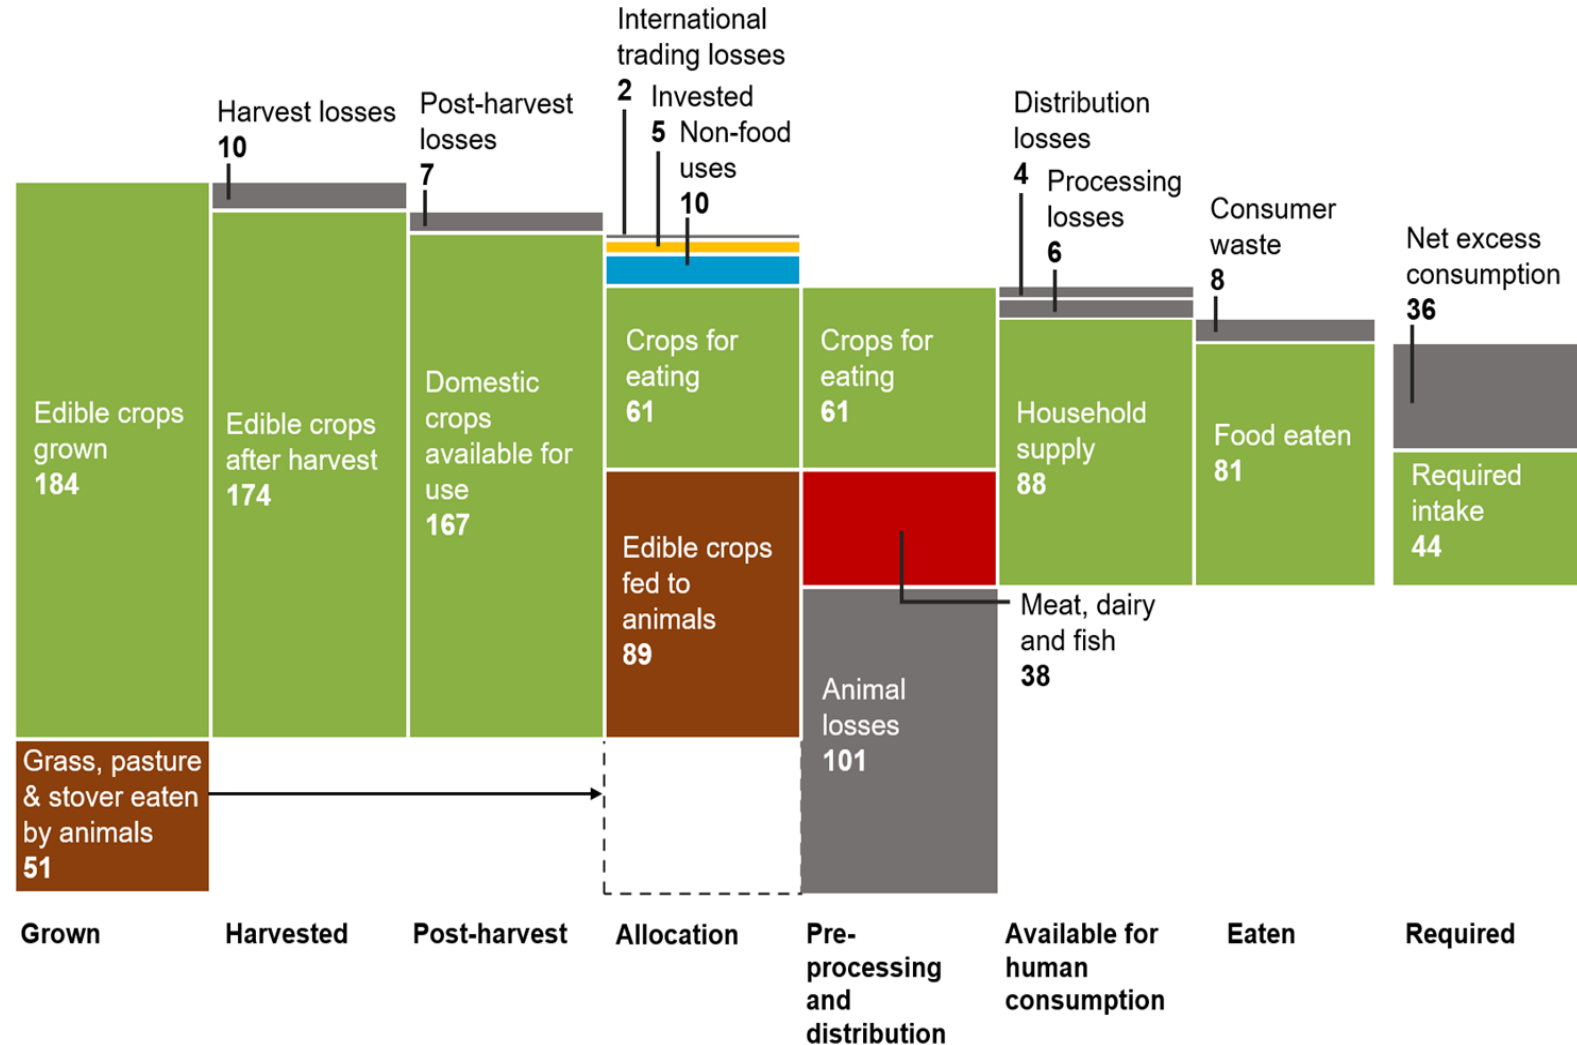 International
trading losses
2
Invested
5
Non-food
uses
10
Harvest losses
10
Post-harvest
losses
7
Distribution
losses
4
Processing
losses
6
Consumer
waste
8
Net excess
consumption
36
Edible crops
grown
184
Edible crops
after harvest
174
Domestic
crops
available for
use
167
Crops for
eating
61
Crops for
eating
61
Household
supply
88
Food eaten
81
Required
intake
44
Edible crops
fed to
animals
89
Meat, dairy
and fish
38
Animal
losses
101
Grass, pasture
& stover eaten
by animals
51
Grown
Harvested
Post-harvest
Allocation
Pre-
processing
and
distribution
Available for
human
consumption
Eaten
Required